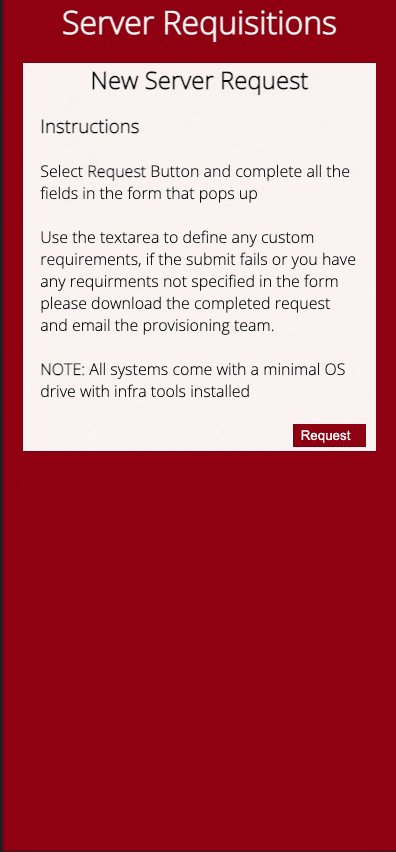 Server Requisitions
New Server Request
Instructions
Select Request Button and complete all the
fields in the form that pops up
Use the textarea to define any custom
requirements, if the submit fails or you have
any requirments not specified in the form
please download the completed request
and email the provisioning team.
NOTE: All systems come with a minimal OS
drive with infra tools installed
Request